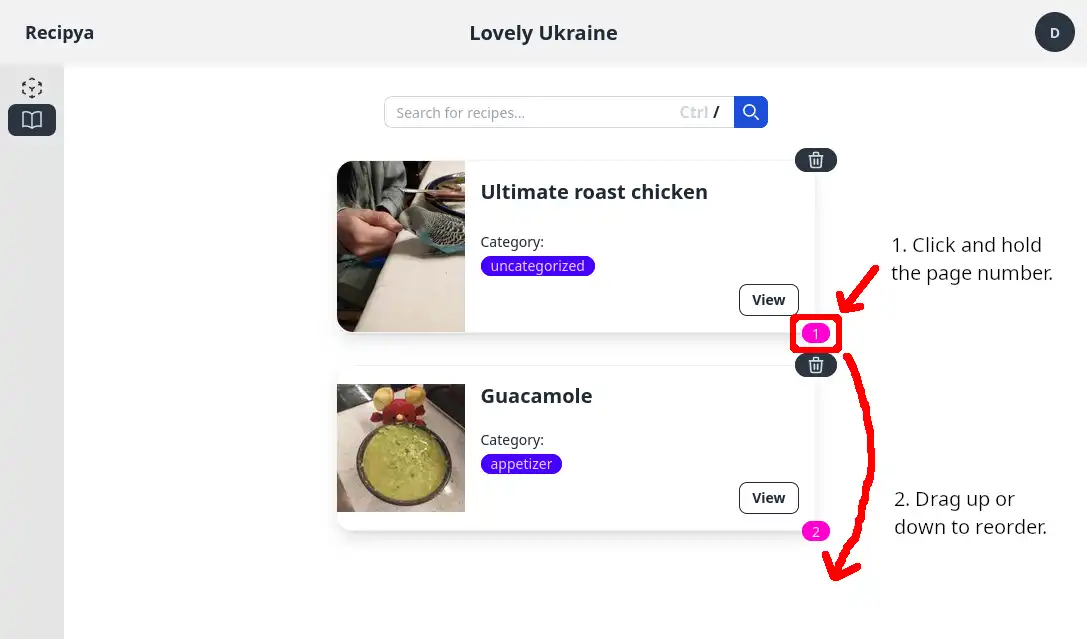 Recipya
Lovely Ukraine
D
Search for recipes...
Ctrl /
Ultimate roast chicken
Category:
uncategorized
View
1
1. Click and hold
the page number.
Guacamole
Category:
appetizer
View
2
2. Drag up or
down to reorder.